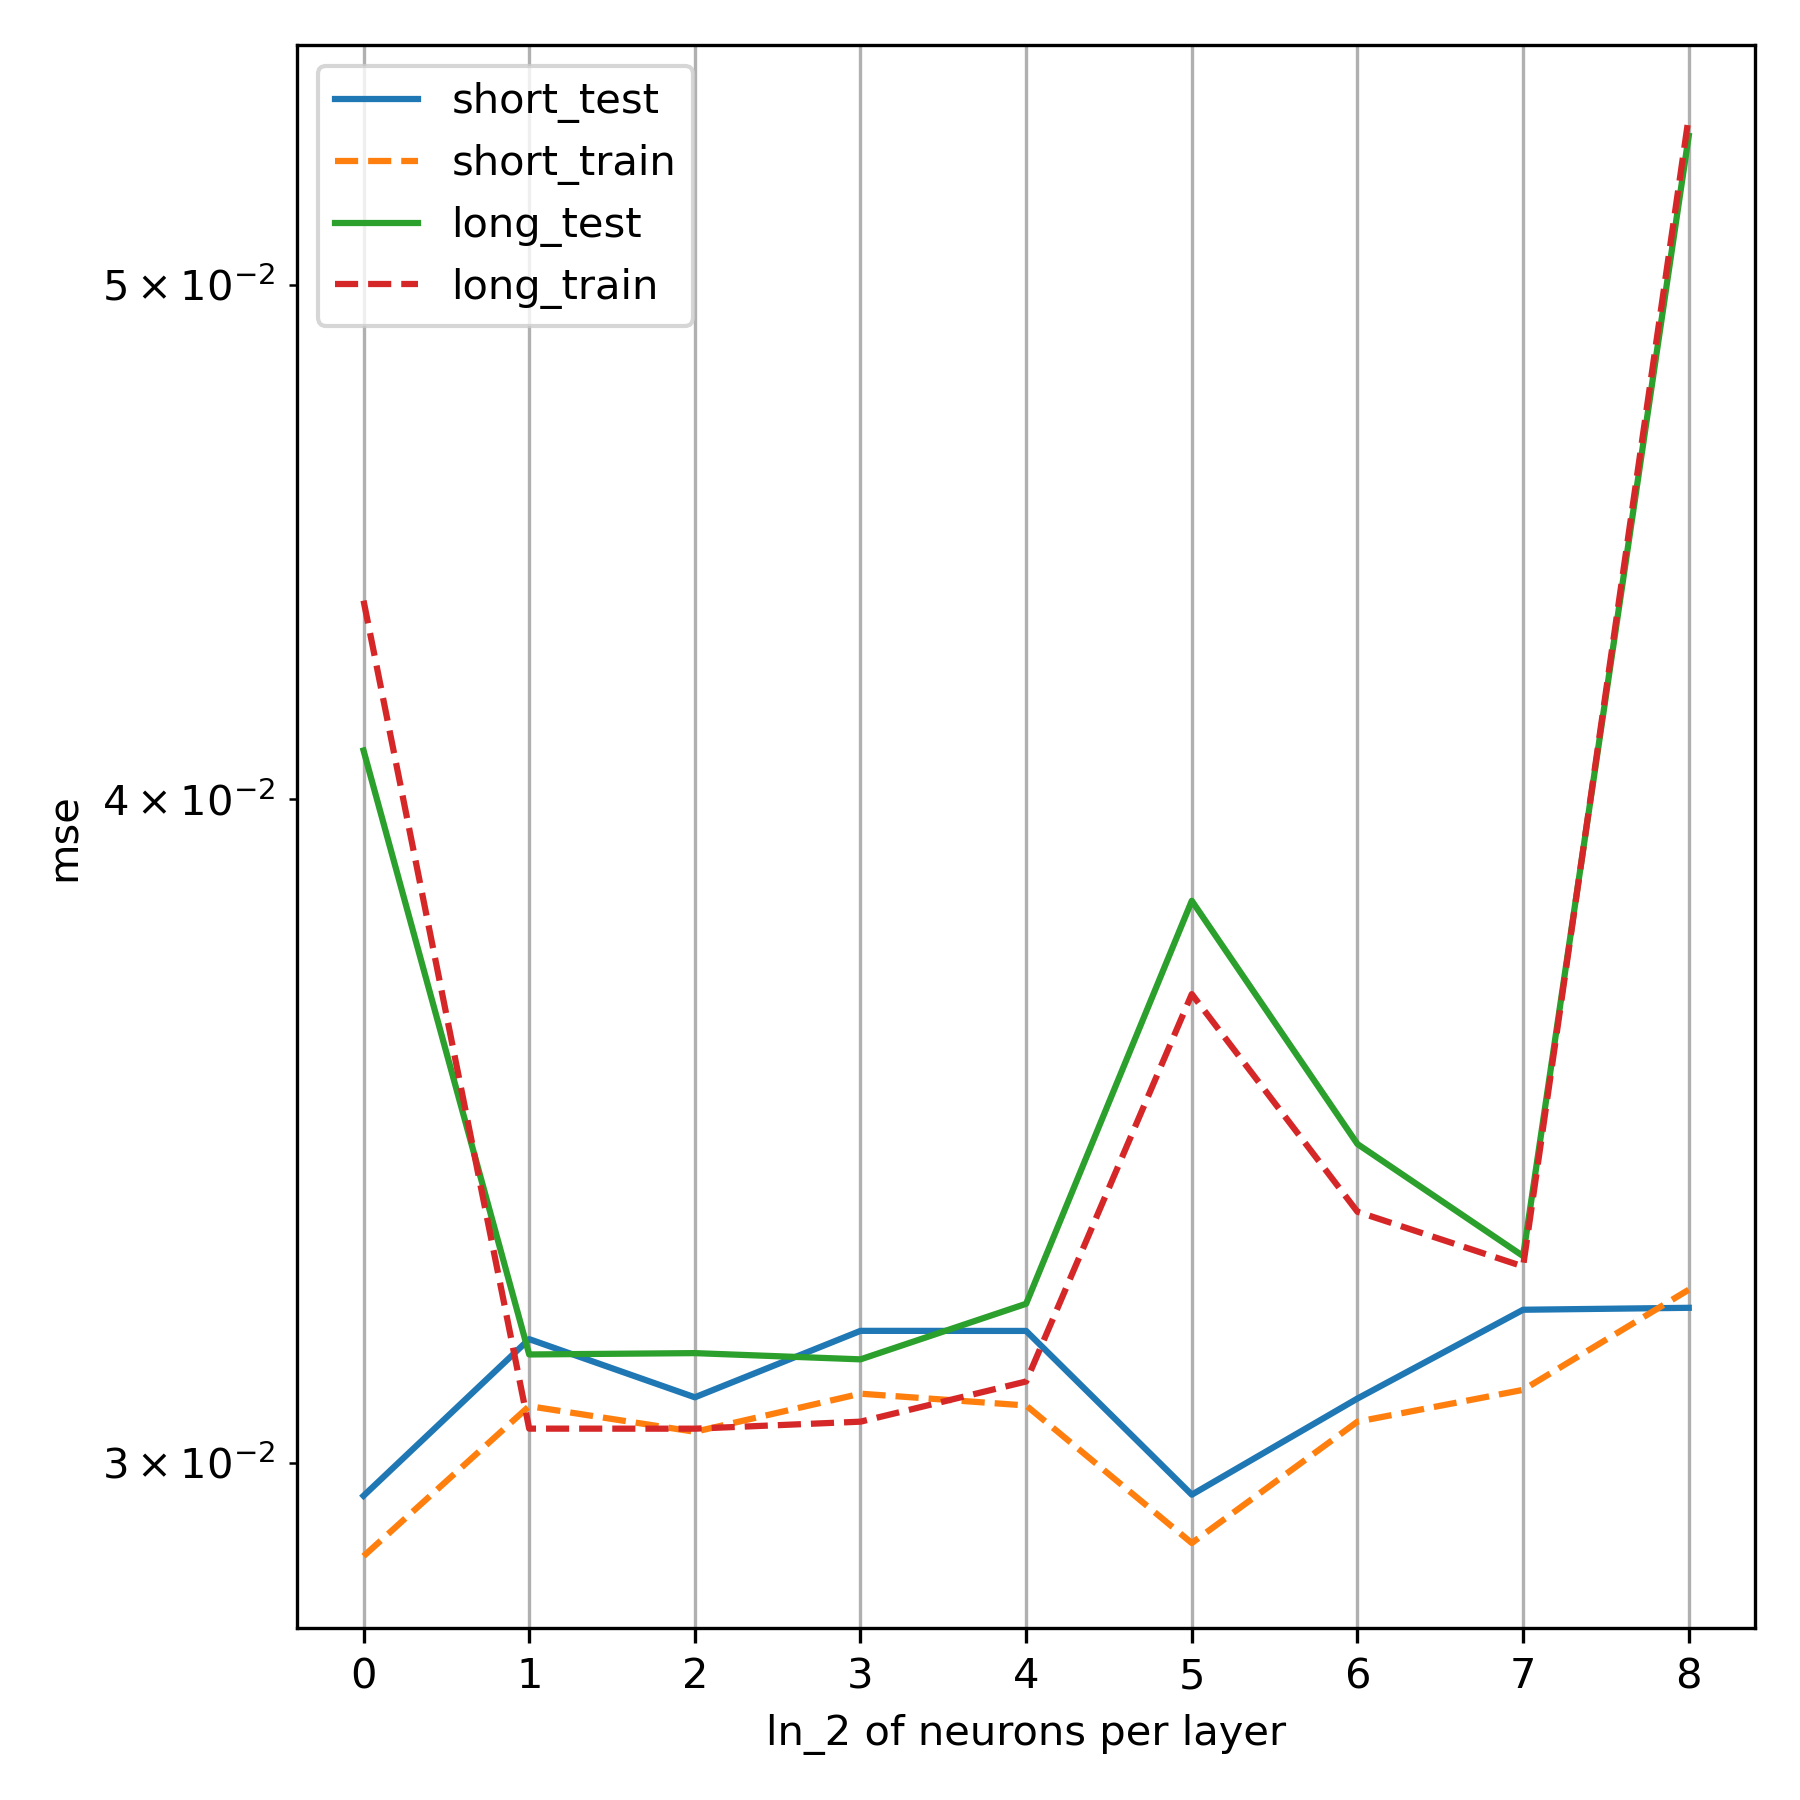 short_test
short_train
long_test
long_train
5 × 10⁻²
4 × 10⁻²
3 × 10⁻²
mse
0 1 2 3 4 5 6 7 8
ln_2 of neurons per layer